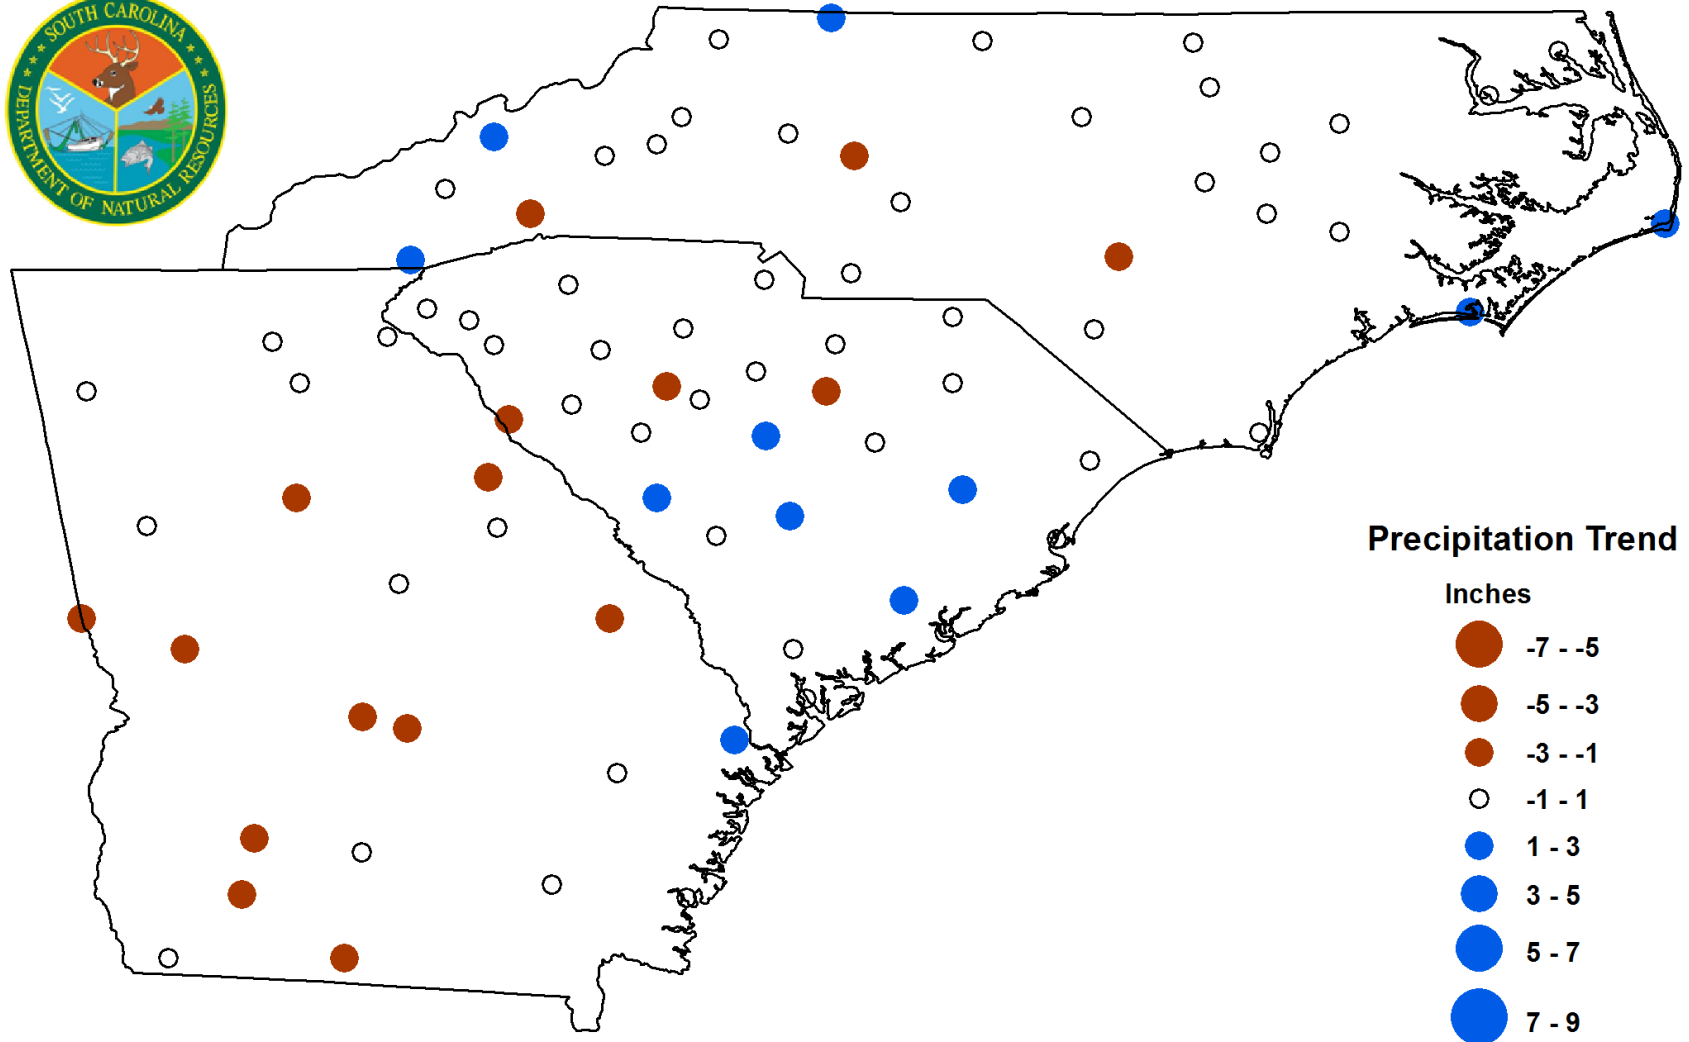 SOUTH CAROLINA
DEPARTMENT OF NATURAL RESOURCES
Precipitation Trend
Inches
-7 - -5
-5 - -3
-3 - -1
-1 - 1
1 - 3
3 - 5
5 - 7
7 - 9